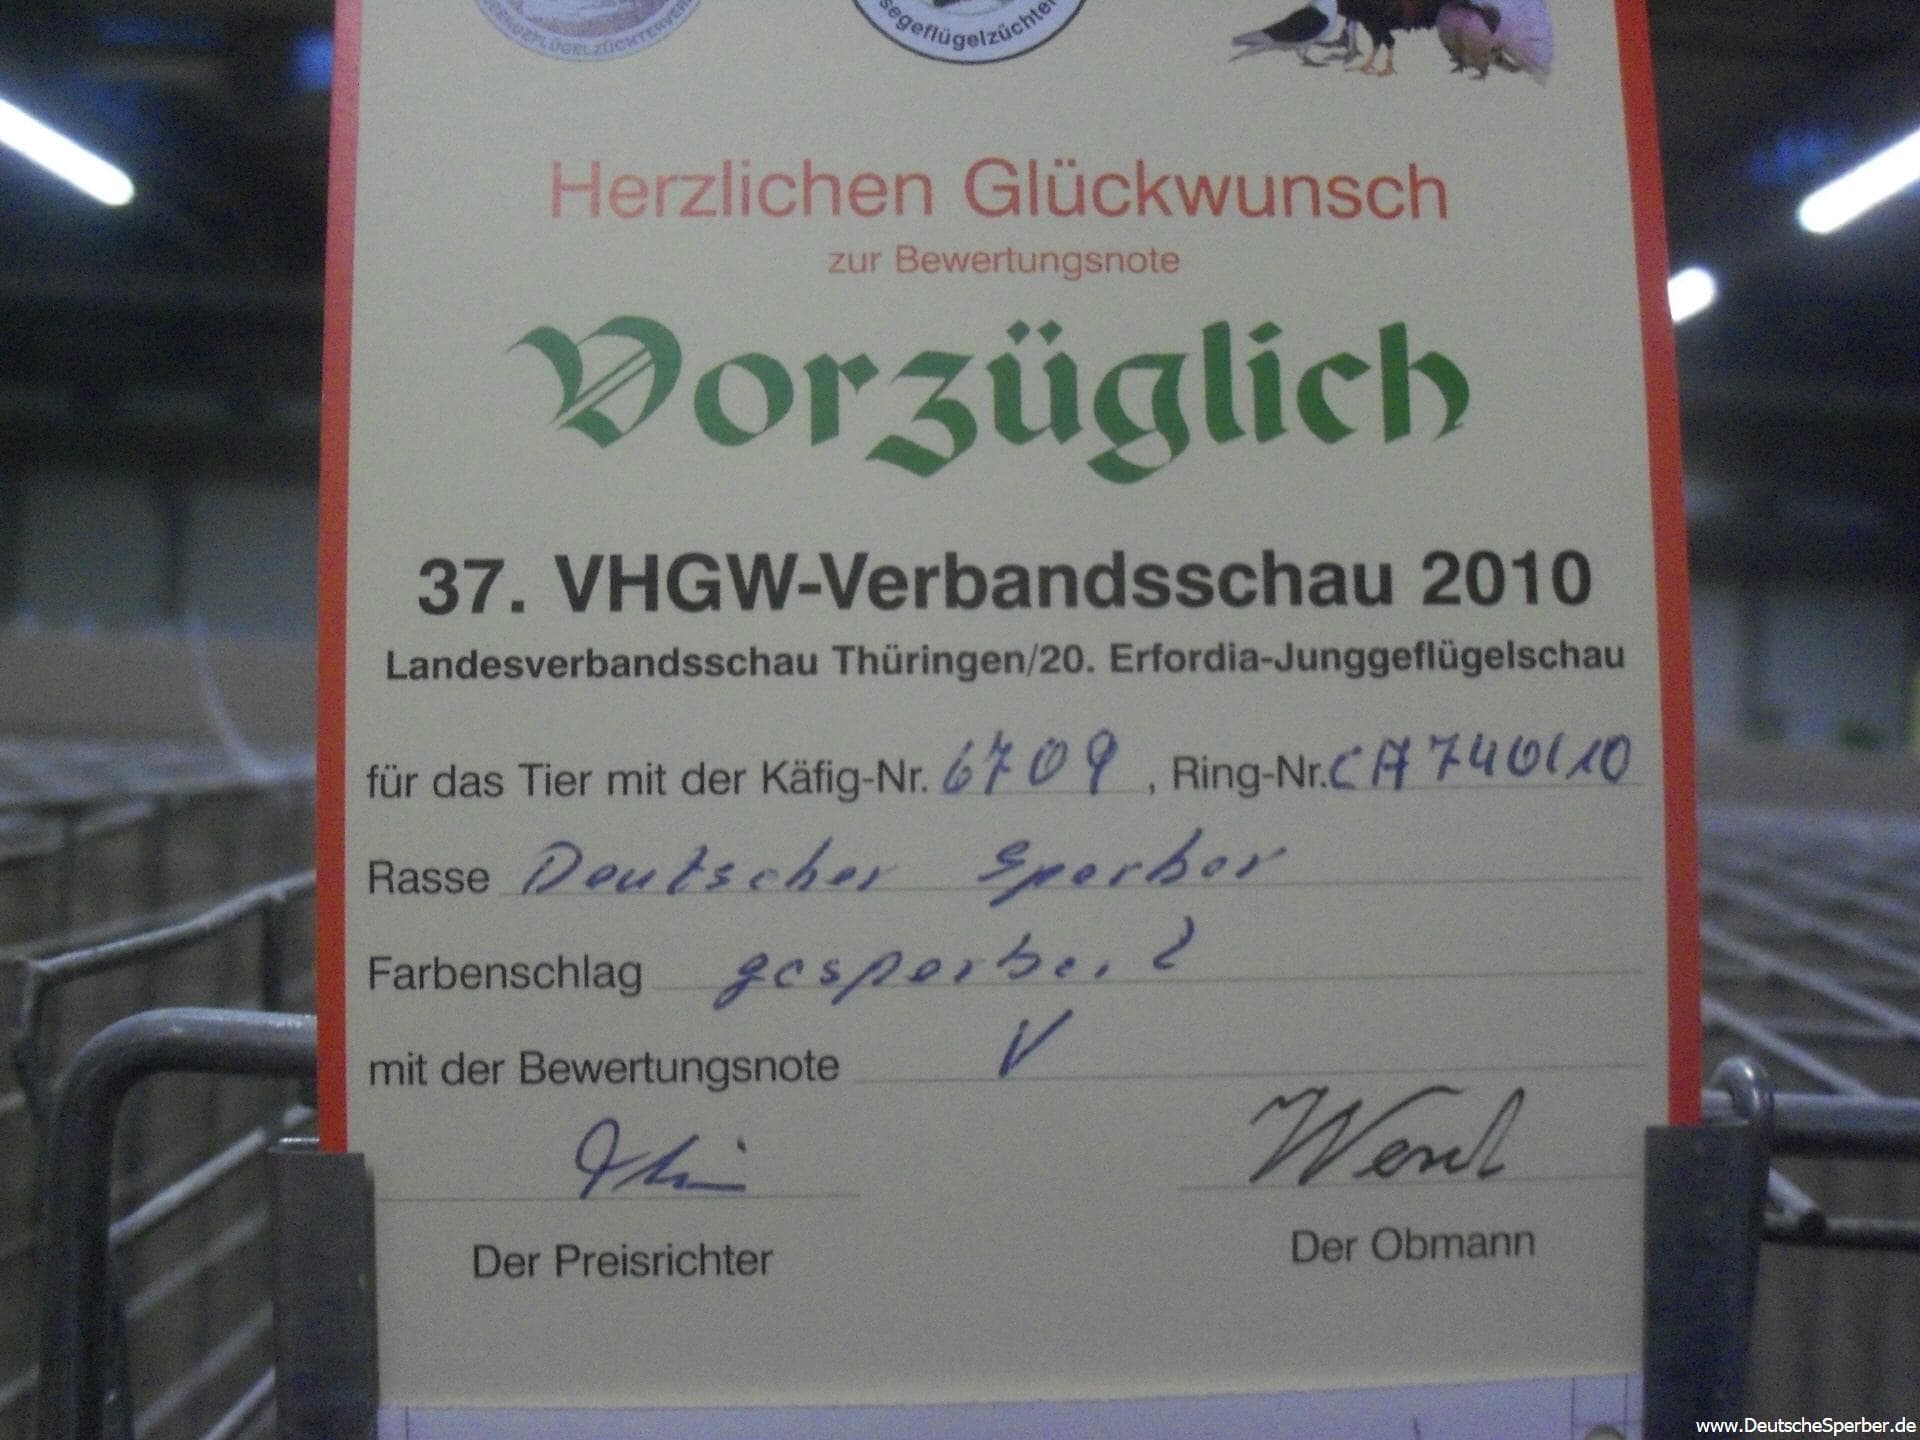 segeflügelzüchter
Herzlichen Glückwunsch
zur Bewertungsnote
Vorzüglich
37. VHGW-Verbandsschau 2010
Landesverbandsschau Thüringen/20. Erfordia-Junggeflügelschau
für das Tier mit der Käfig-Nr. 6709, Ring-Nr. CA 740/10
Rasse Deutscher Sperber
Farbenschlag gesperbert
mit der Bewertungsnote V
Der Preisrichter Der Obmann
www.DeutscheSperber.de